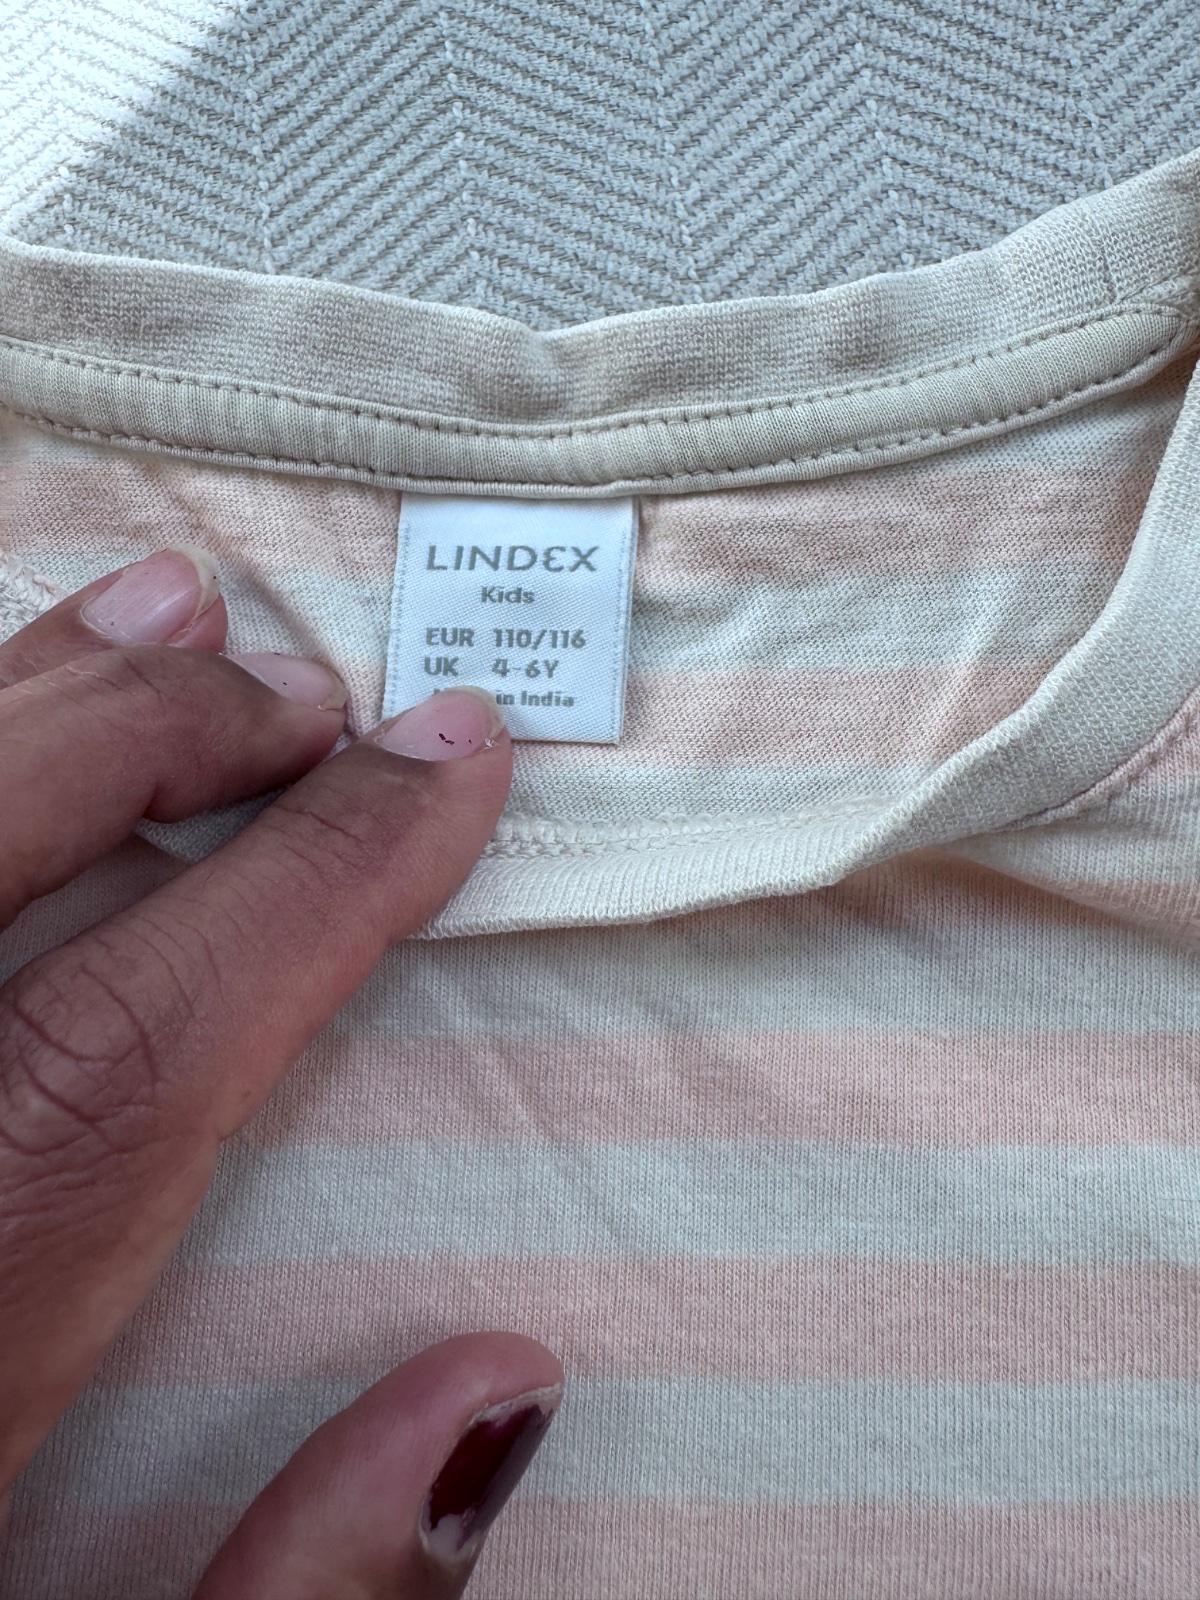 LINDEX
Kids
EUR 110/116
UK 4-6Y
in India